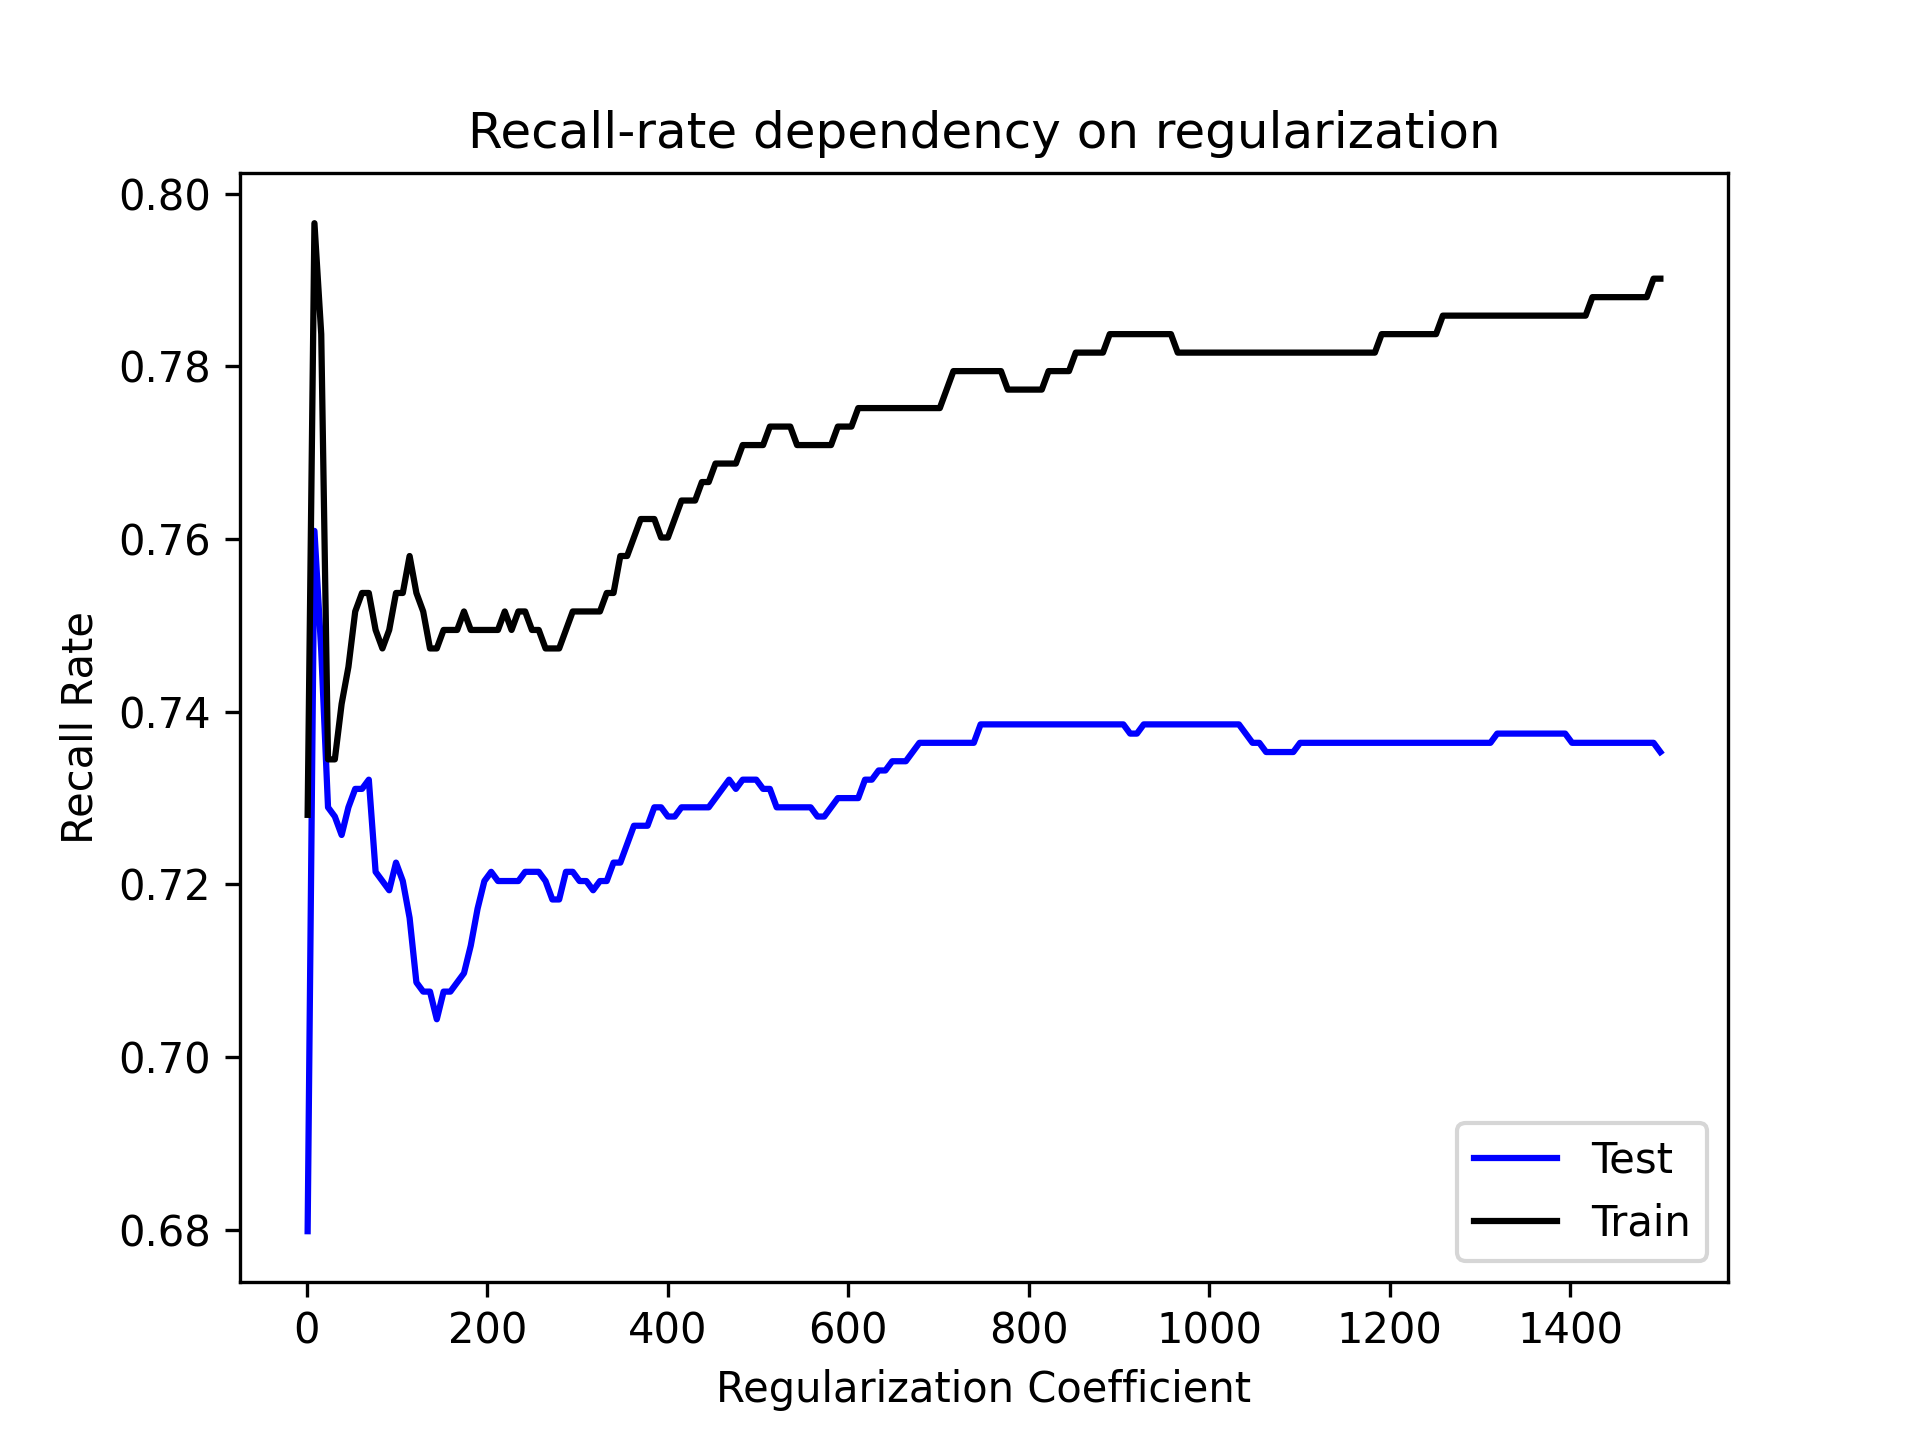 Recall-rate dependency on regularization
0.80
0.78
0.76
0.74
0.72
0.70
0.68
Recall Rate
0 200 400 600 800 1000 1200 1400
Regularization Coefficient
Test
Train